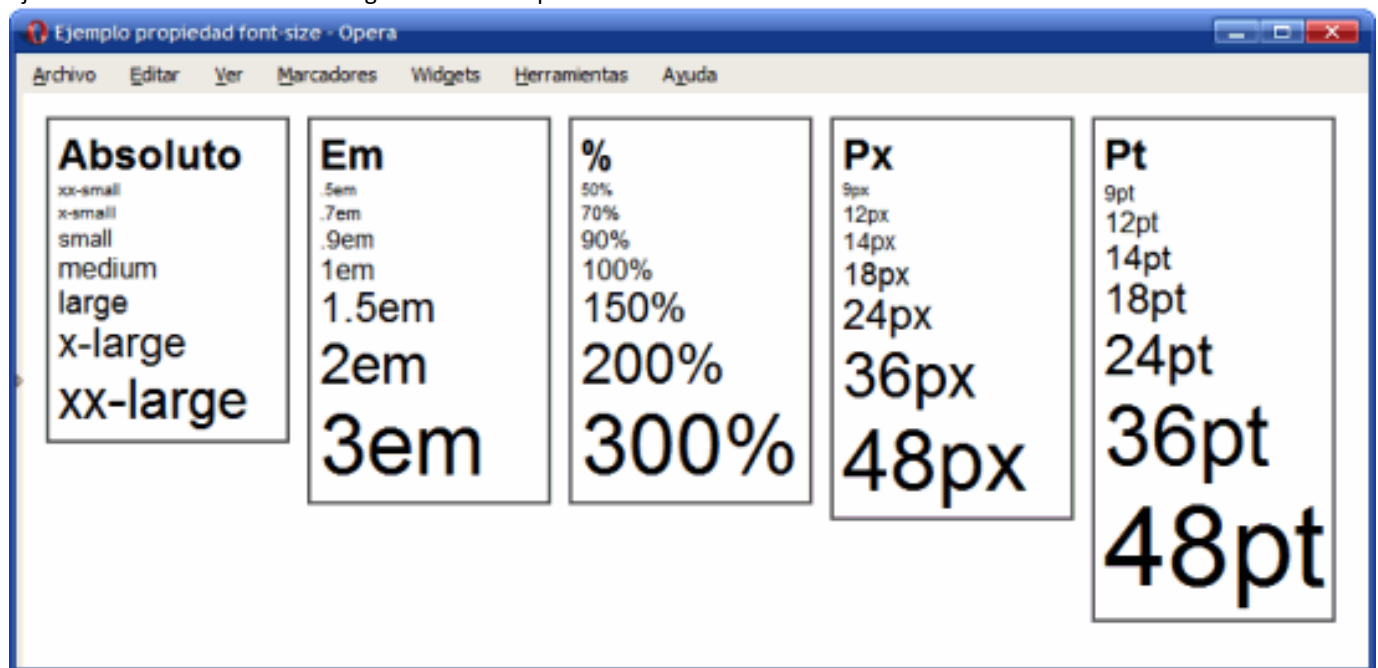 Ejemplo propiedad font-size - Opera
Archivo Editar Ver Marcadores Widgets Herramientas Ayuda
Absoluto
xx-small
x-small
small
medium
large
x-large
xx-large
Em
.5em
.7em
.9em
1em
1.5em
2em
3em
%
50%
70%
90%
100%
150%
200%
300%
Px
9px
12px
14px
18px
24px
36px
48px
Pt
9pt
12pt
14pt
18pt
24pt
36pt
48pt